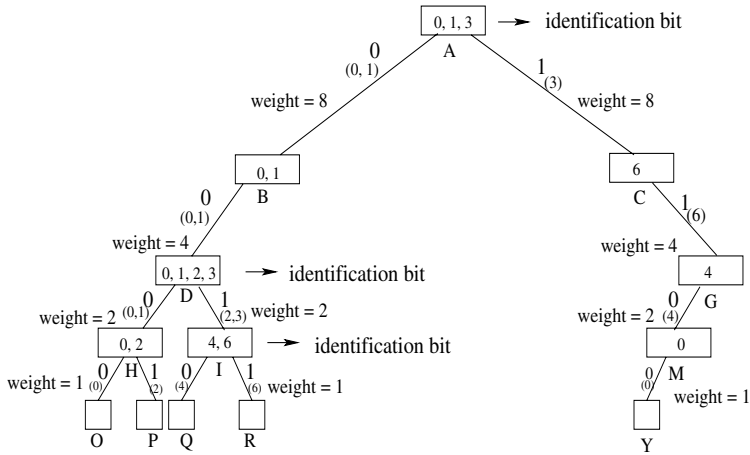 0, 1, 3
identification bit
A
0
(0, 1)
1
(3)
weight = 8
weight = 8
0, 1
B
6
C
0
(0,1)
1
(6)
weight = 4
weight = 4
0, 1, 2, 3
identification bit
D
4
G
0
(0,1)
1
(2,3)
weight = 2
weight = 2
0
(4)
weight = 2
0, 2
4, 6
identification bit
0
H
I
M
weight = 1
0
(0)
1
(2)
0
(4)
1
(6)
weight = 1
0
(0)
weight = 1
O
P
Q
R
Y